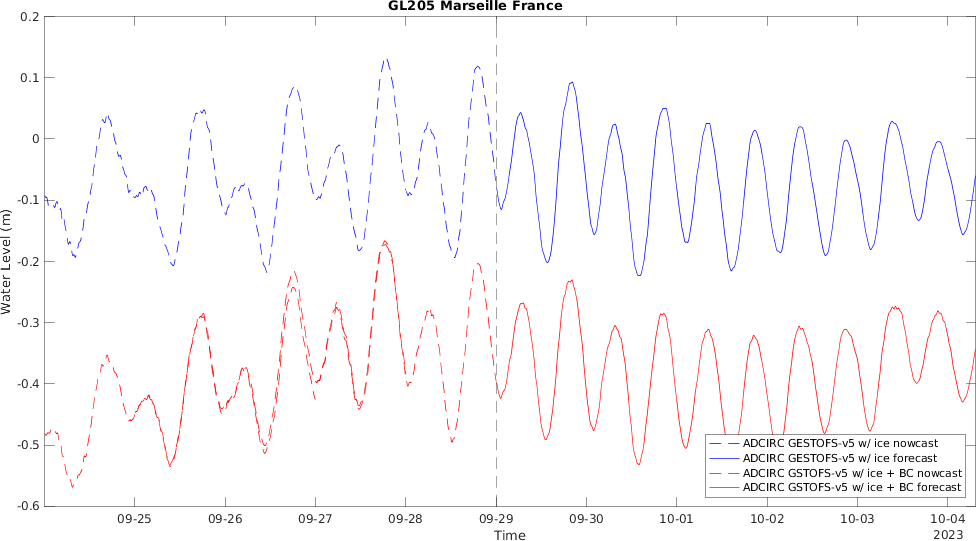 GL205 Marseille France
Water Level (m)
0.2
0.1
0
-0.1
-0.2
-0.3
-0.4
-0.5
-0.6
ADCIRC GESTOFS-v5 w/ ice nowcast
ADCIRC GESTOFS-v5 w/ ice forecast
ADCIRC GSTOFS-v5 w/ ice + BC nowcast
ADCIRC GSTOFS-v5 w/ ice + BC forecast
09-25 09-26 09-27 09-28 09-29 09-30 10-01 10-02 10-03 10-04
Time 2023